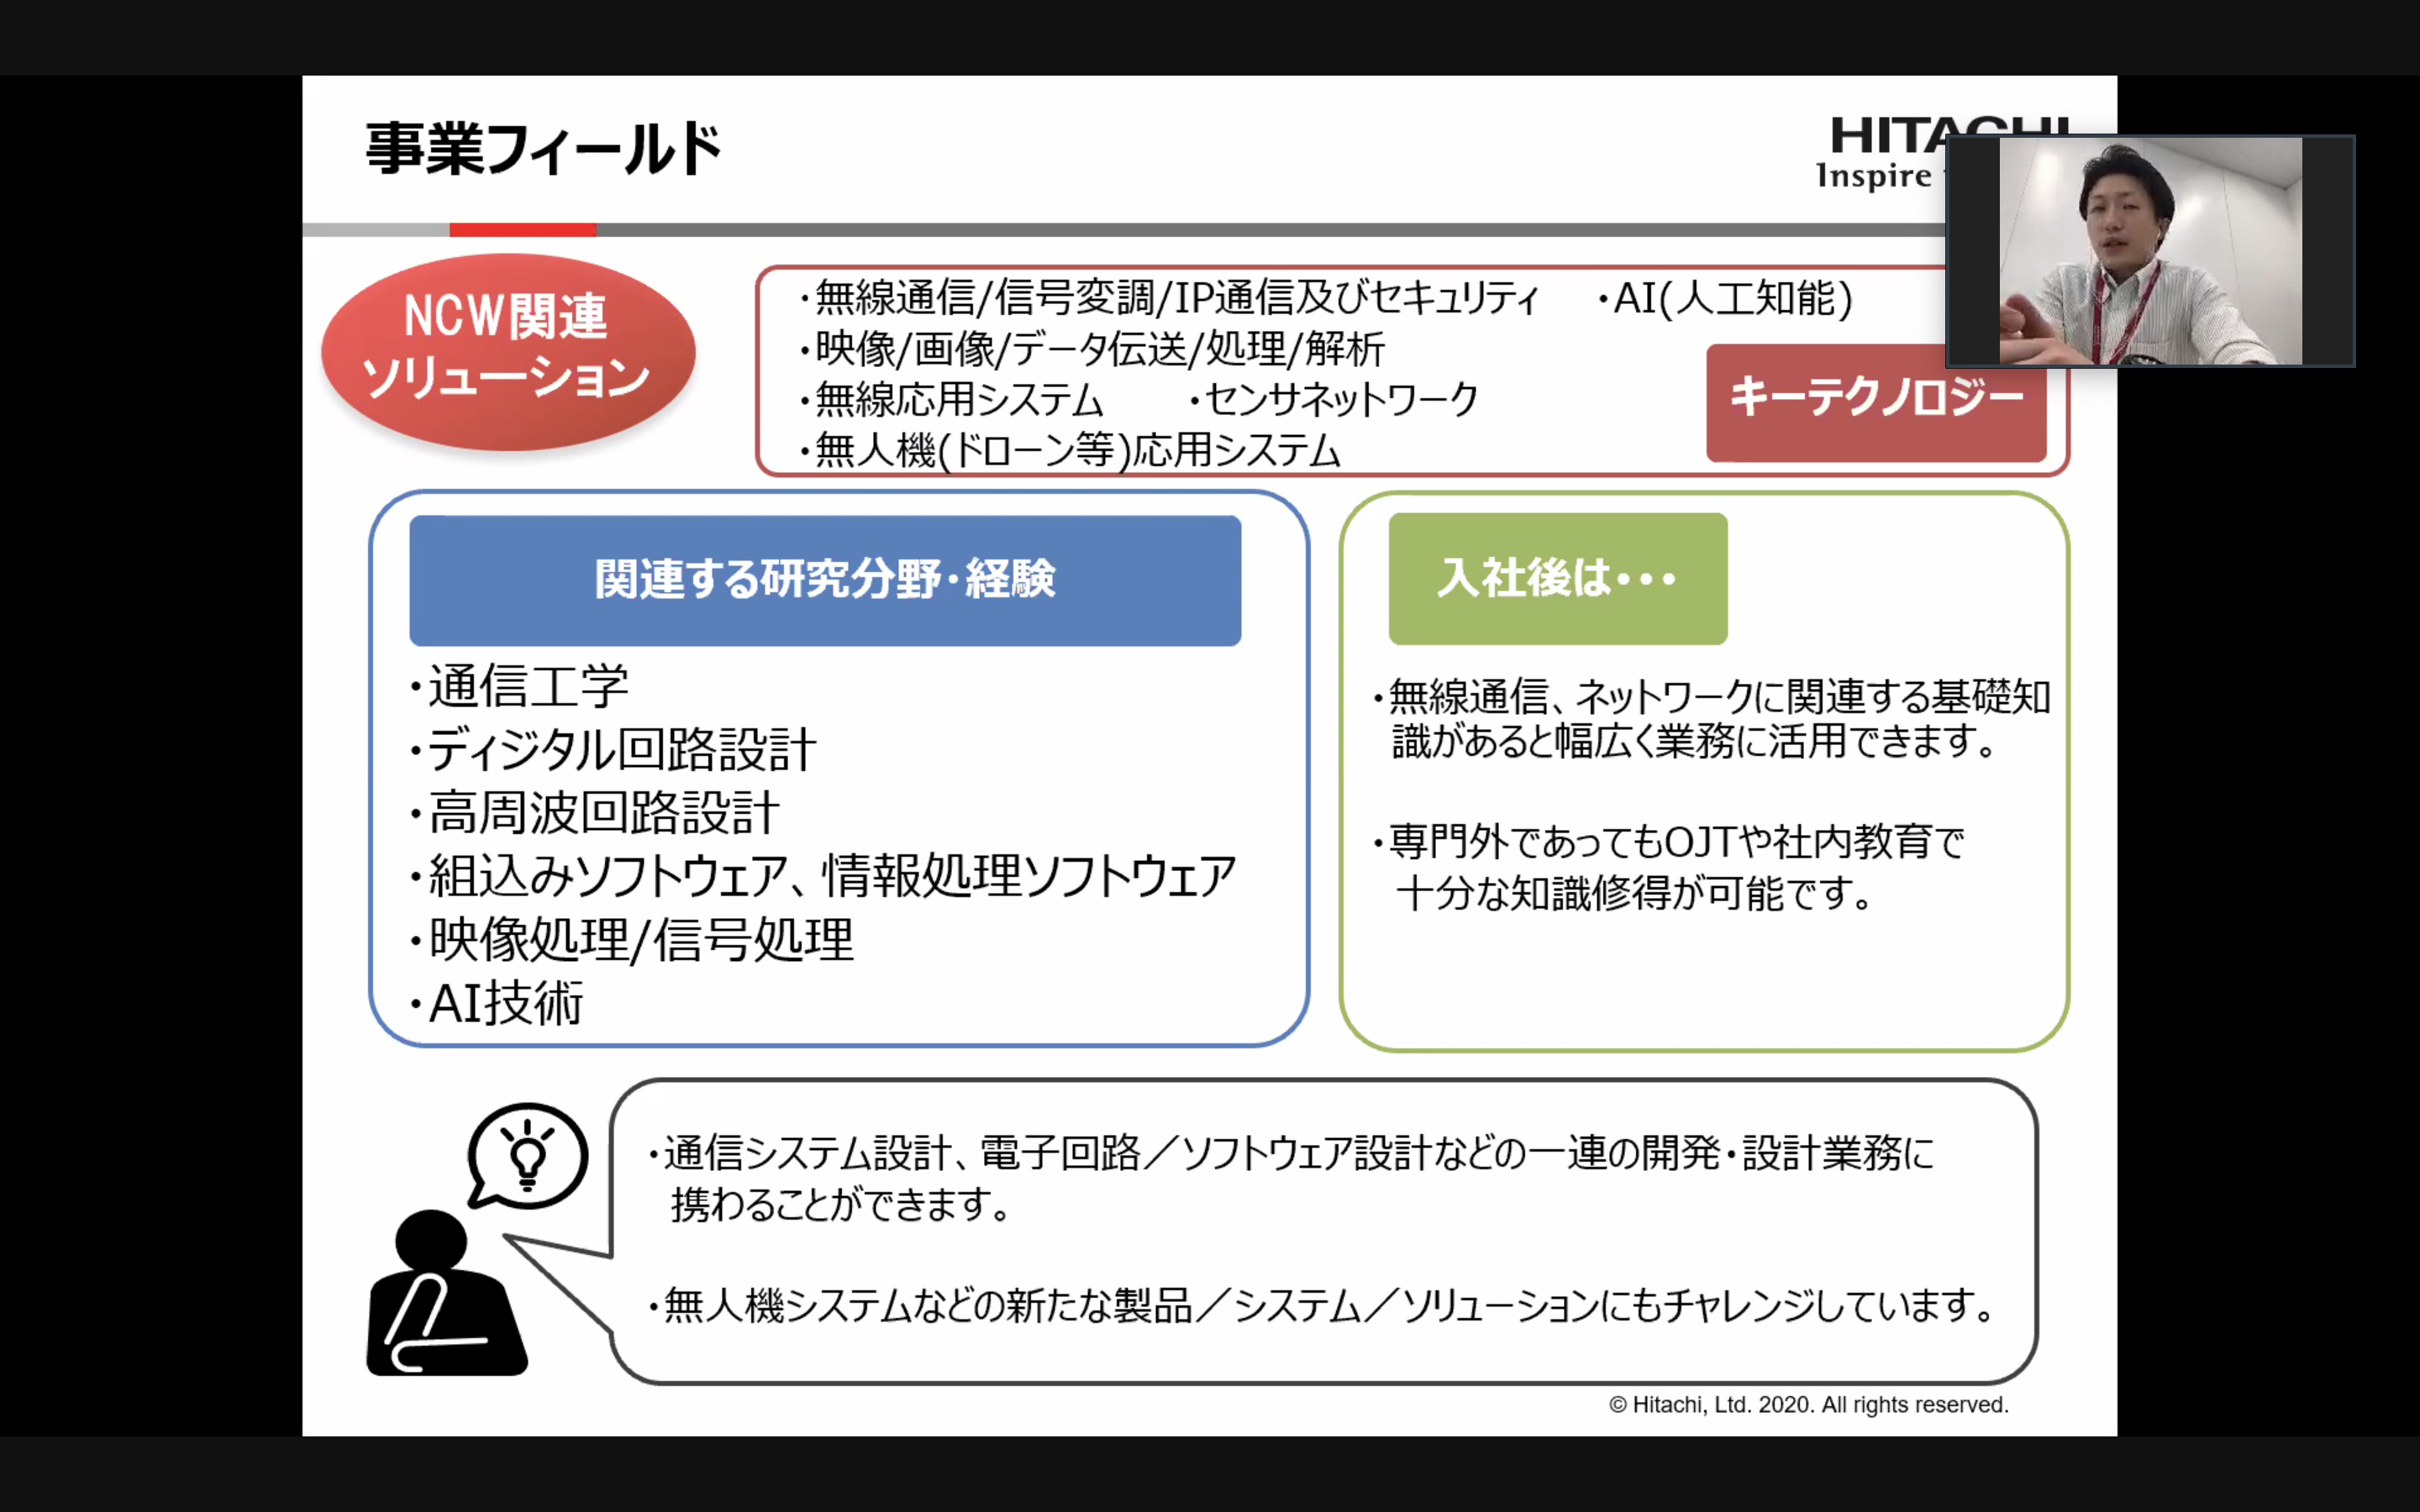 事業フィールド
HITACHI
Inspire
NCW関連
ソリューション
・無線通信/信号変調/IP通信及びセキュリティ ・AI(人工知能)
・映像/画像/データ伝送/処理/解析
・無線応用システム ・センサネットワーク
・無人機(ドローン等)応用システム
キーテクノロジー
関連する研究分野・経験
・通信工学
・ディジタル回路設計
・高周波回路設計
・組込みソフトウェア、情報処理ソフトウェア
・映像処理/信号処理
・AI技術
入社後は・・・
・無線通信、ネットワークに関連する基礎知
識があると幅広く業務に活用できます。
・専門外であってもOJTや社内教育で
十分な知識修得が可能です。
・通信システム設計、電子回路／ソフトウェア設計などの一連の開発・設計業務に
携わることができます。
・無人機システムなどの新たな製品／システム／ソリューションにもチャレンジしています。
© Hitachi, Ltd. 2020. All rights reserved.